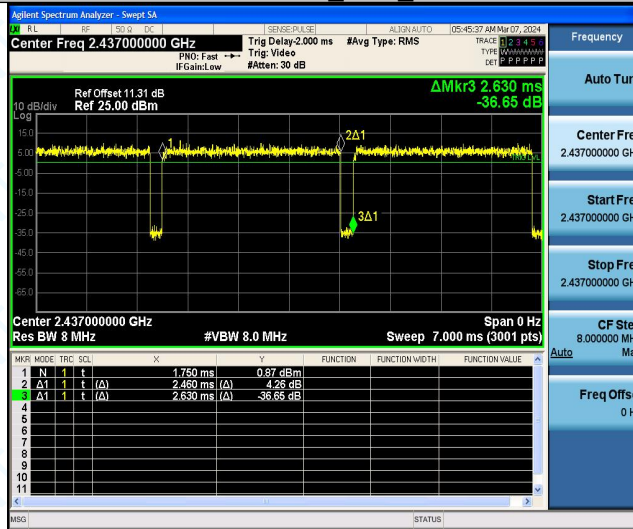 Agilent Spectrum Analyzer - Swept SA
RL RF 50 Ω DC SENSE:PULSE ALIGN AUTO 05:45:37 AM Mar 07, 2024
Center Freq 2.437000000 GHz
PNO: Fast
IFGain:Low
Trig Delay-2.000 ms
Trig: Video
#Atten: 30 dB
#Avg Type: RMS
TRACE 1 2 3 4 5 6
TYPE
DET P P P P P P
ΔMkr3 2.630 ms
-36.65 dB
Ref Offset 11.31 dB
10 dB/div Ref 25.00 dBm
Log
15.0
5.00
-5.00
-15.0
-25.0
-35.0
-45.0
-55.0
-65.0
1
2Δ1
3Δ1
TRIG LVL
Center 2.437000000 GHz Span 0 Hz
Res BW 8 MHz #VBW 8.0 MHz Sweep 7.000 ms (3001 pts)
MKR MODE TRC SCL X Y FUNCTION FUNCTION WIDTH FUNCTION VALUE
1 N 1 t 1.750 ms 0.87 dBm
2 Δ1 1 t (Δ) 2.460 ms (Δ) 4.26 dB
3 Δ1 1 t (Δ) 2.630 ms (Δ) -36.65 dB
4
5
6
7
8
9
10
11
MSG STATUS
Frequency
Auto Tun
Center Fre
2.437000000 GH
Start Fre
2.437000000 GH
Stop Fre
2.437000000 GH
CF Ste
8.000000 MH
Auto Ma
Freq Offs
0 H